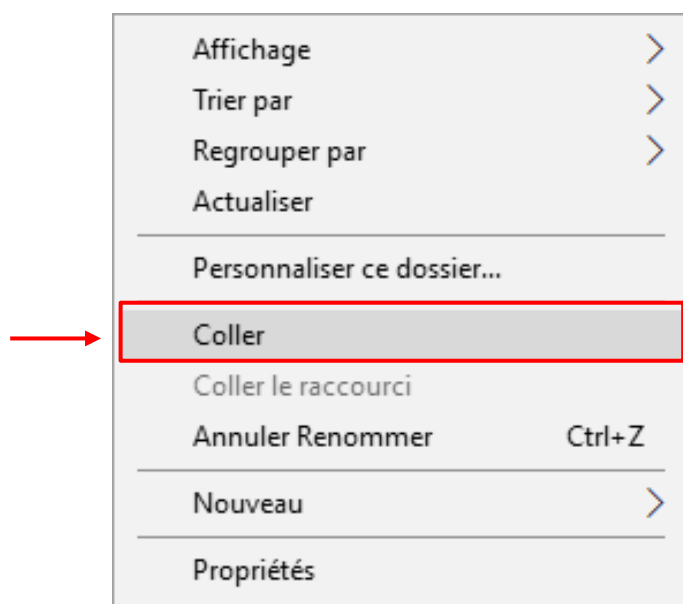 Affichage
Trier par
Regrouper par
Actualiser
Personnaliser ce dossier...
Coller
Coller le raccourci
Annuler Renommer Ctrl+Z
Nouveau
Propriétés